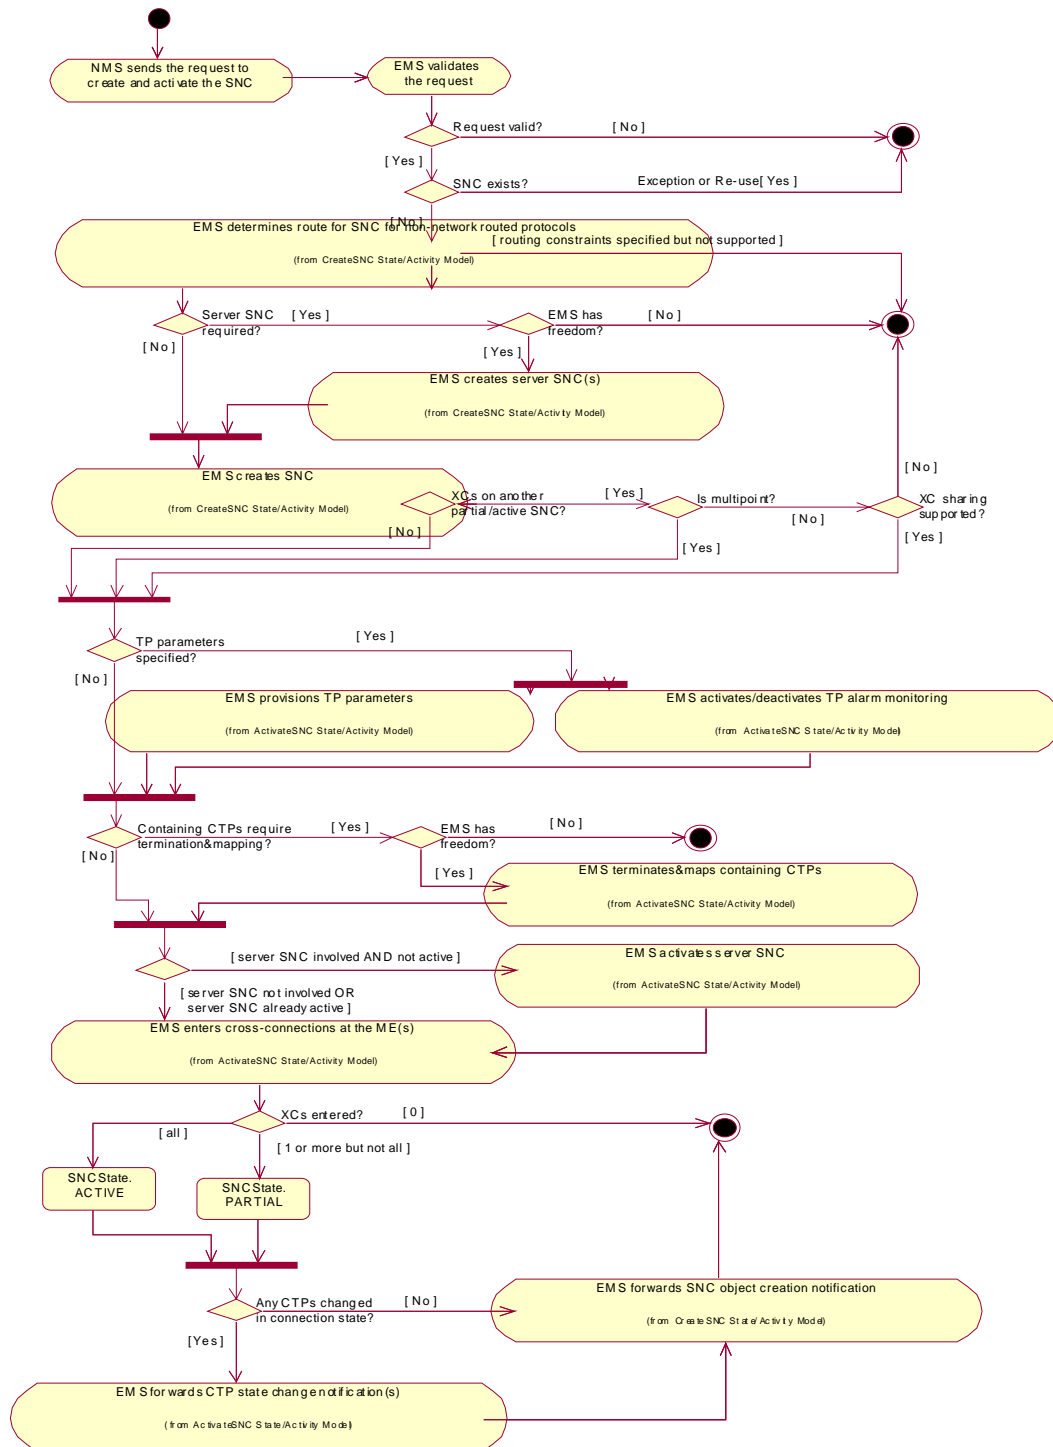 NMS sends the request to
create and activate the SNC
EMS validates
the request
Request valid?
[ No ]
[ Yes ]
SNC exists?
Exception or Re-use[ Yes ]
[ No ]
EMS determines route for SNC for non-network routed protocols
[ routing constraints specified but not supported ]
(from CreateSNC State/Activity Model)
Server SNC
required?
[ Yes ]
EMS has
freedom?
[ No ]
[ No ]
[ Yes ]
EMS creates server SNC(s)
(from CreateSNC State/Activity Model)
EMS creates SNC
(from CreateSNC State/Activity Model)
XCs on another
partial/active SNC?
[ Yes ]
Is multipoint?
[ No ]
XC sharing
supported?
[ No ]
[ No ]
[ Yes ]
[ Yes ]
TP parameters
specified?
[ Yes ]
[ No ]
EMS provisions TP parameters
(from ActivateSNC State/Activity Model)
EMS activates/deactivates TP alarm monitoring
(from ActivateSNC State/Activity Model)
Containing CTPs require
termination&mapping?
[ Yes ]
EMS has
freedom?
[ No ]
[ No ]
[ Yes ]
EMS terminates&maps containing CTPs
(from ActivateSNC State/Activity Model)
[ server SNC involved AND not active ]
EMS activates server SNC
(from ActivateSNC State/Activity Model)
[ server SNC not involved OR
server SNC already active ]
EMS enters cross-connections at the ME(s)
(from ActivateSNC State/Activity Model)
XCs entered?
[ 0 ]
[ all ]
[ 1 or more but not all ]
SNCState.
ACTIVE
SNCState.
PARTIAL
Any CTPs changed
in connection state?
[ No ]
[Yes ]
EMS forwards SNC object creation notification
(from CreateSNC State/Activity Model)
EMS forwards CTP state change notification(s)
(from ActivateSNC State/Activity Model)